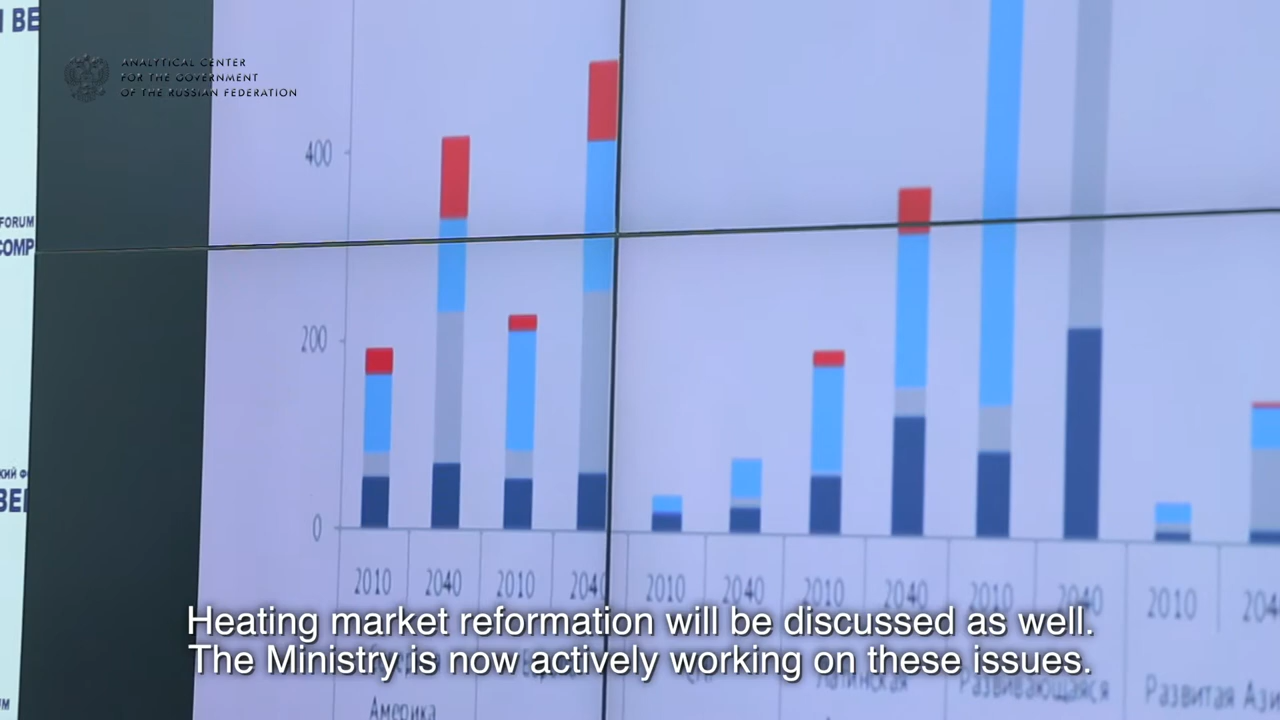 ANALYTICAL CENTER
FOR THE GOVERNMENT
OF THE RUSSIAN FEDERATION
FORUM
400
200
0
2010 2040 2010 2040 2010 2040 2010 2040 2010 2040 2010
Heating market reformation will be discussed as well.
The Ministry is now actively working on these issues.
Америка
Латинская
Развивающаяся
Развитая